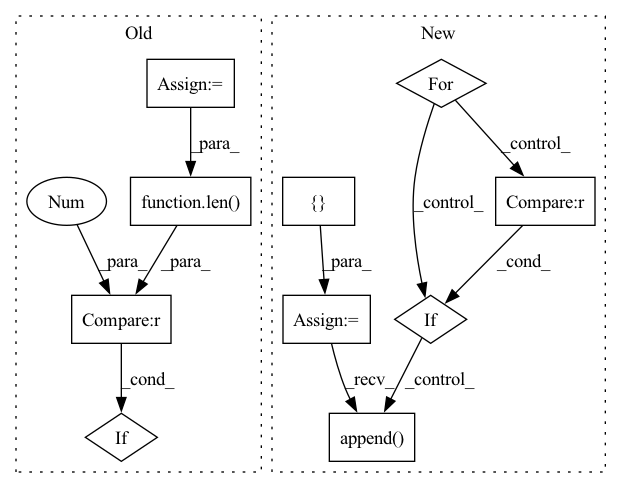 Old
New
Assign:=
For
_para_
_control_
Num
function.len()
{}
_control_
Compare:r
_para_
_para_
_para_
_cond_
Compare:r
Assign:=
If
_cond_
_recv_
_control_
If
append()